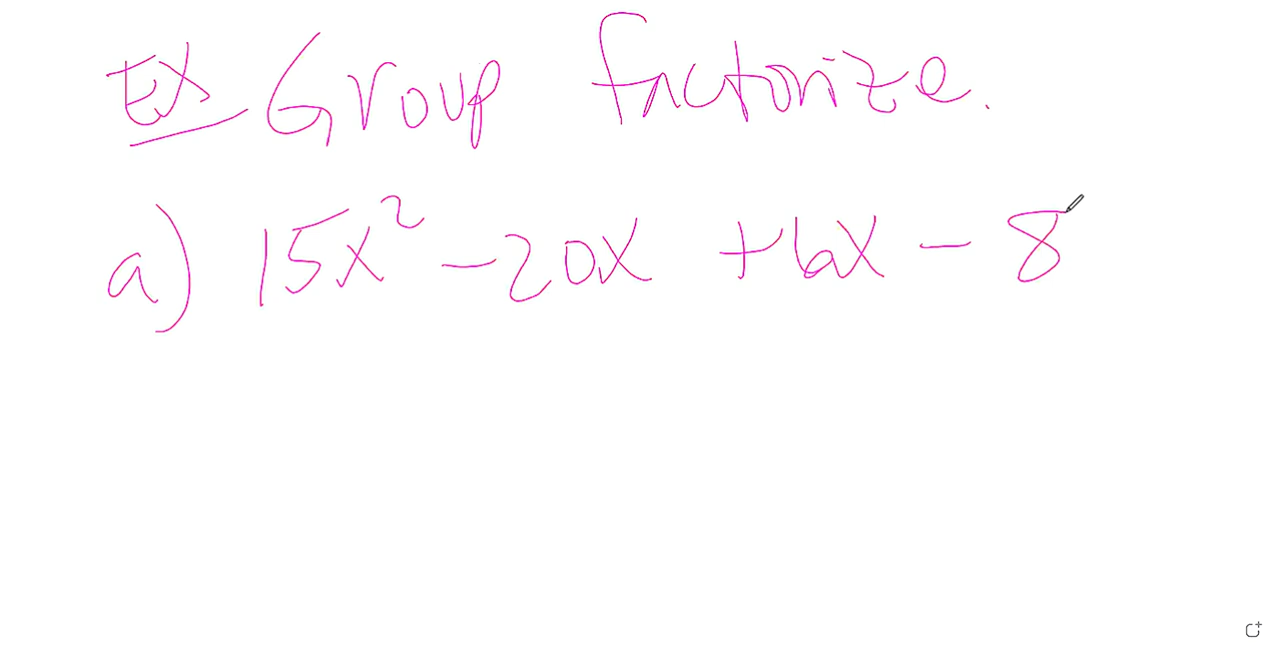 Ex Group factorize.
a) 15x² - 20x + 6x - 8